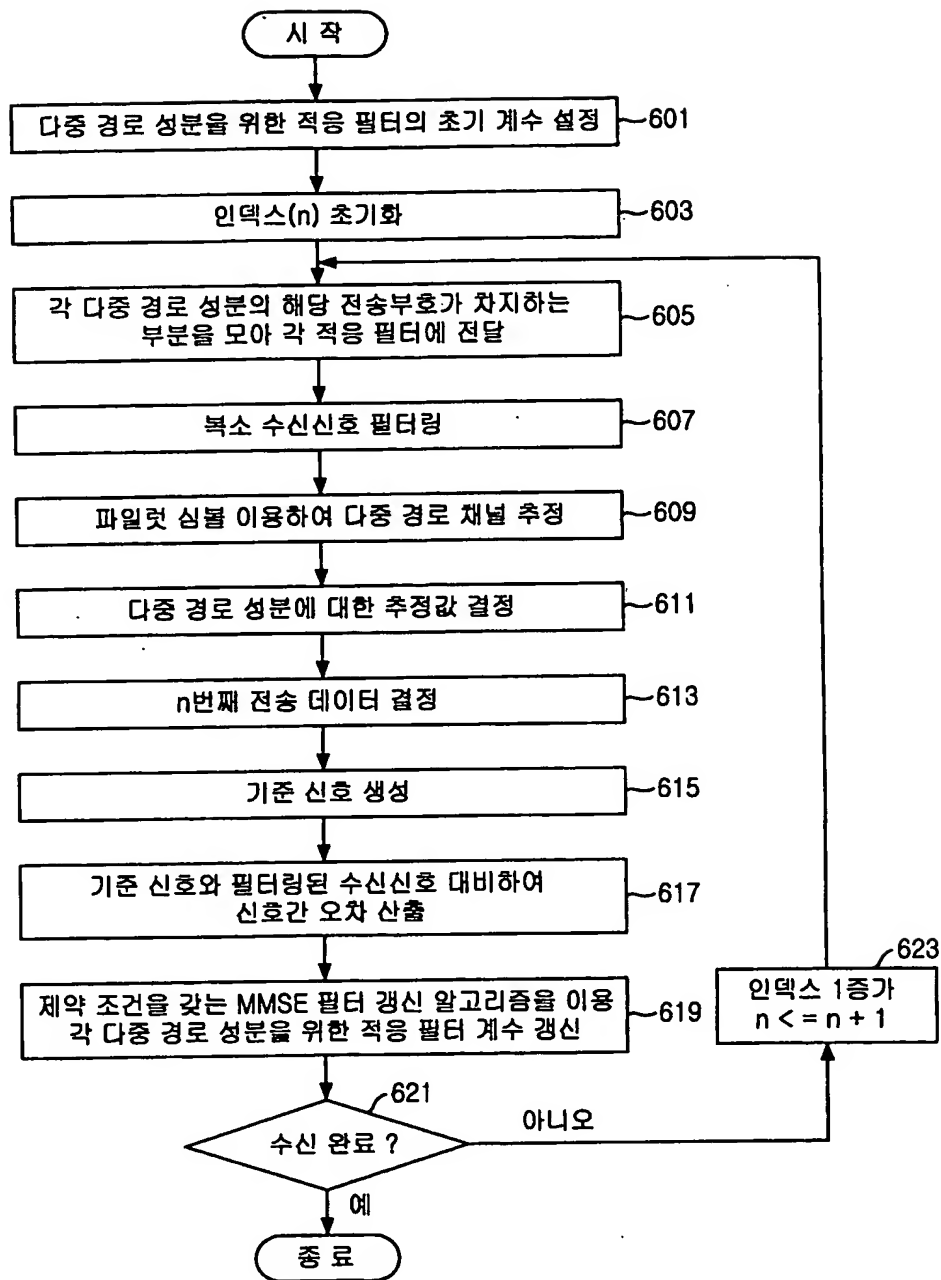 시 작
다중 경로 성분을 위한 적응 필터의 초기 계수 설정
601
인덱스(n) 초기화
603
각 다중 경로 성분의 해당 전송부호가 차지하는
부분을 모아 각 적응 필터에 전달
605
복소 수신신호 필터링
607
파일럿 심볼 이용하여 다중 경로 채널 추정
609
다중 경로 성분에 대한 추정값 결정
611
n번째 전송 데이터 결정
613
기준 신호 생성
615
기준 신호와 필터링된 수신신호 대비하여
신호간 오차 산출
617
제약 조건을 갖는 MMSE 필터 갱신 알고리즘을 이용
각 다중 경로 성분을 위한 적응 필터 계수 갱신
619
623
인덱스 1증가
n < = n + 1
621
수신 완료 ?
아니오
예
종 료